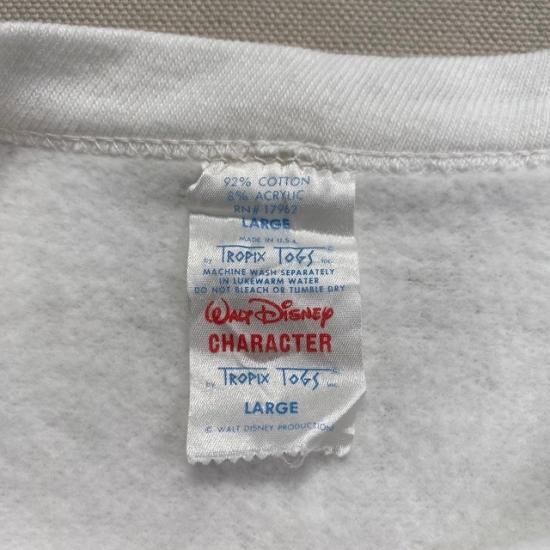 92% COTTON
8% ACRYLIC
RN# 17962
LARGE
MADE IN U.S.A.
by TROPIX TOGS INC.
MACHINE WASH SEPARATELY
IN LUKEWARM WATER
DO NOT BLEACH OR TUMBLE DRY
WALT DISNEY
CHARACTER
by TROPIX TOGS INC.
LARGE
© WALT DISNEY PRODUCTIONS